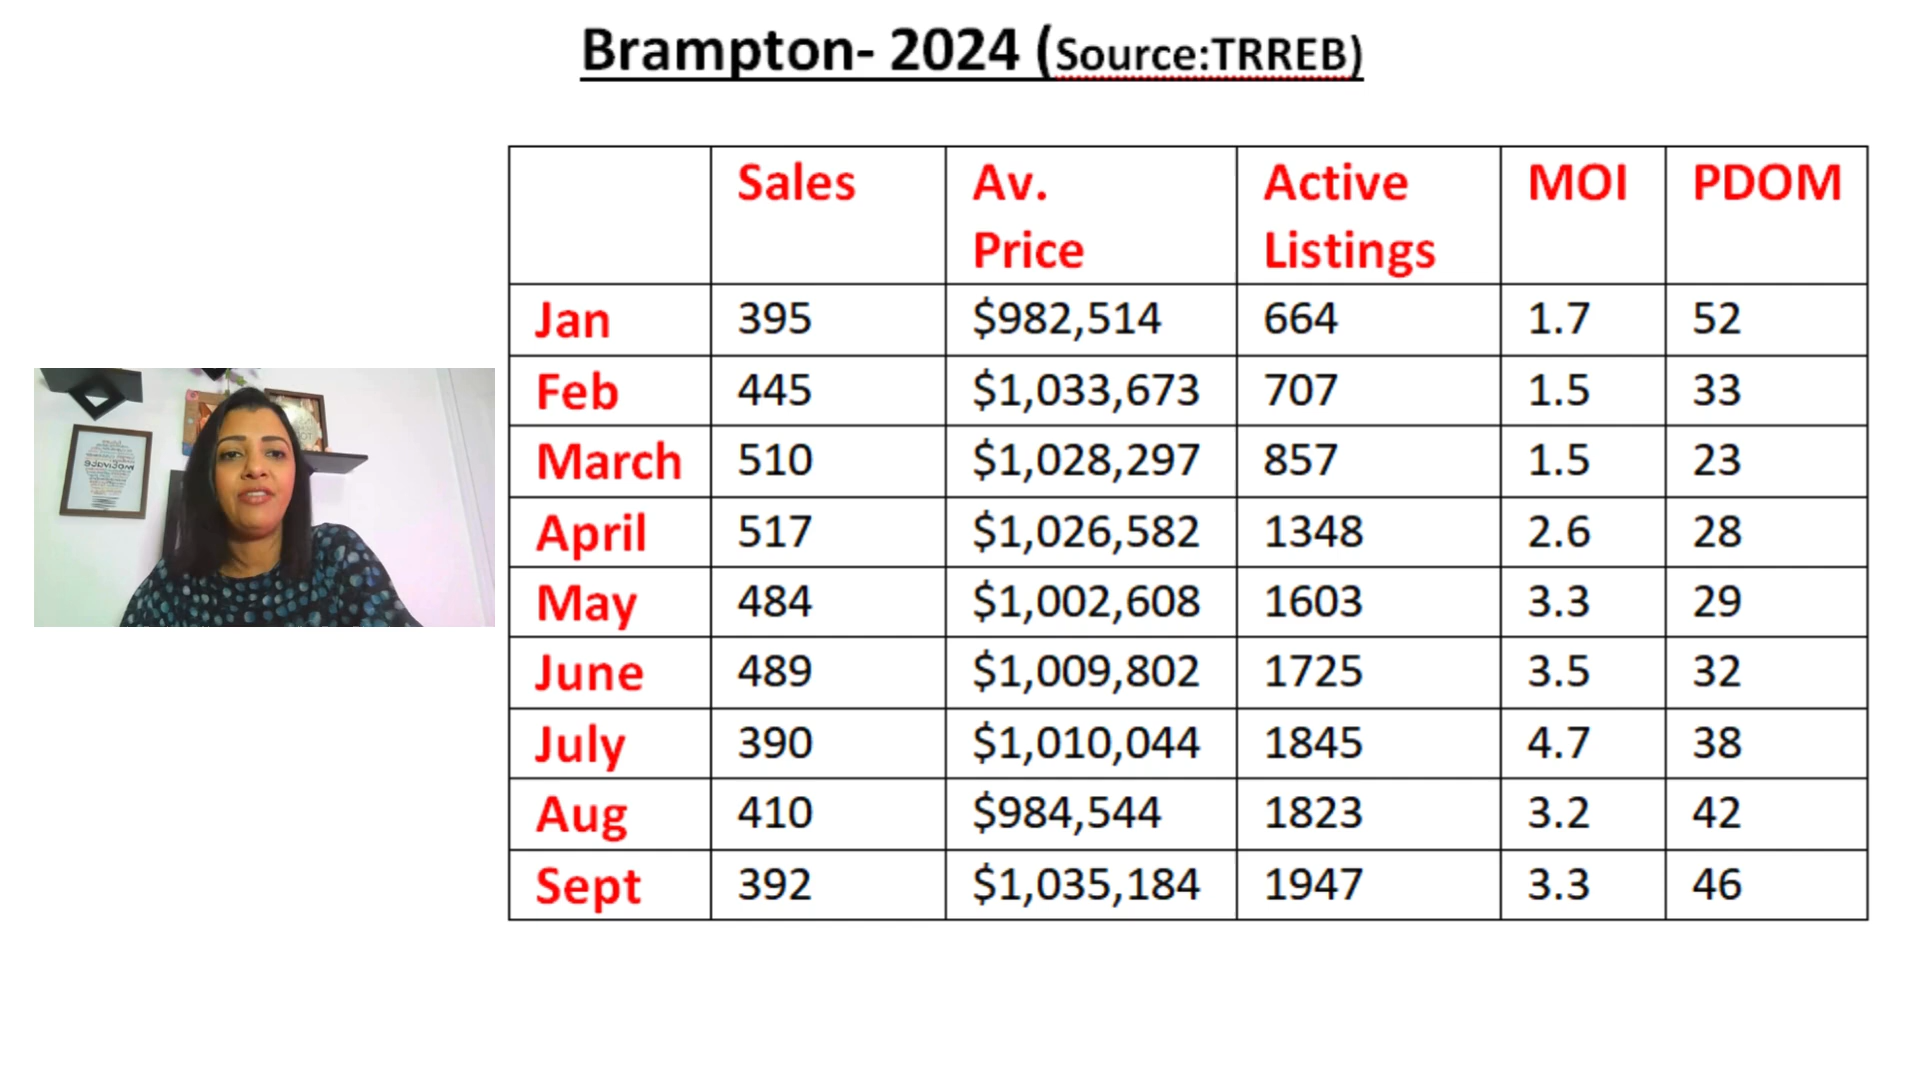 Brampton- 2024 (Source:TRREB)
Sales Av. Price Active Listings MOI PDOM
Jan 395 $982,514 664 1.7 52
Feb 445 $1,033,673 707 1.5 33
March 510 $1,028,297 857 1.5 23
April 517 $1,026,582 1348 2.6 28
May 484 $1,002,608 1603 3.3 29
June 489 $1,009,802 1725 3.5 32
July 390 $1,010,044 1845 4.7 38
Aug 410 $984,544 1823 3.2 42
Sept 392 $1,035,184 1947 3.3 46